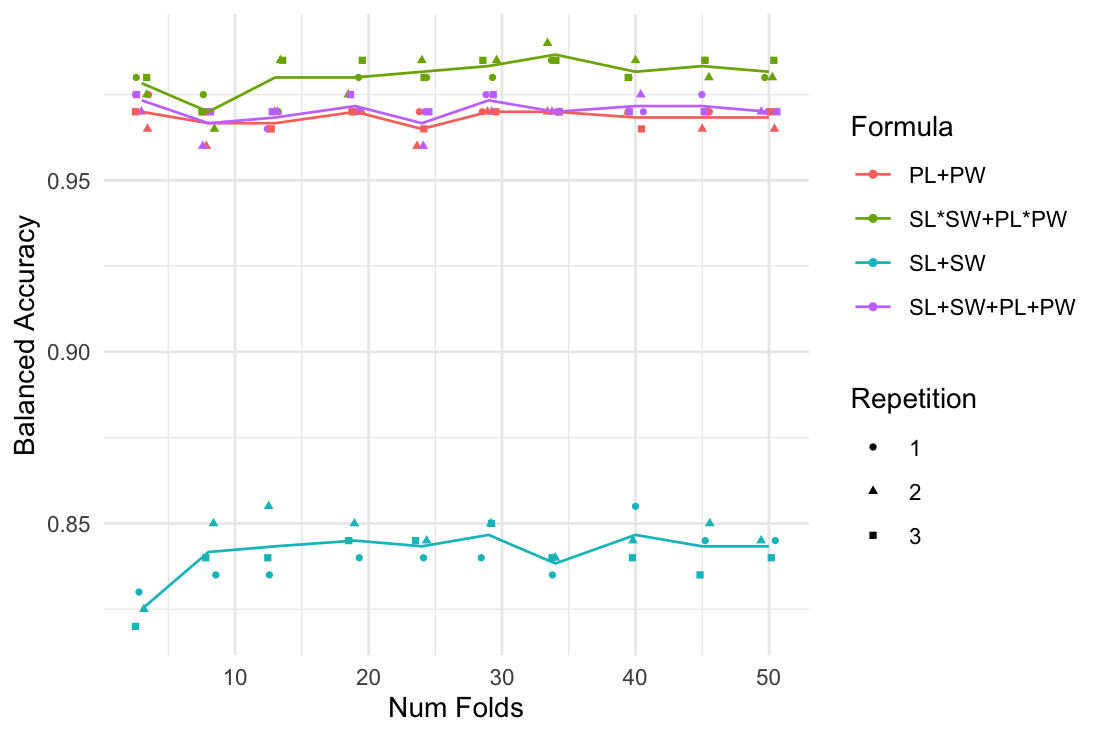 Balanced Accuracy
0.95
0.90
0.85
10 20 30 40 50
Num Folds
Formula
PL+PW
SL*SW+PL*PW
SL+SW
SL+SW+PL+PW
Repetition
1
2
3